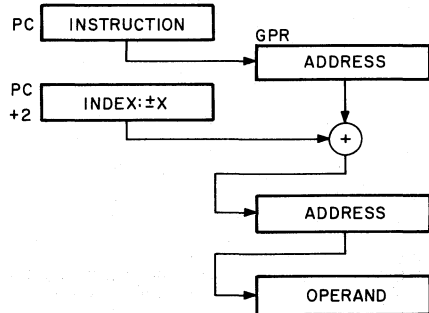 PC INSTRUCTION
GPR
ADDRESS
PC
+2
INDEX: ±X
+
ADDRESS
OPERAND